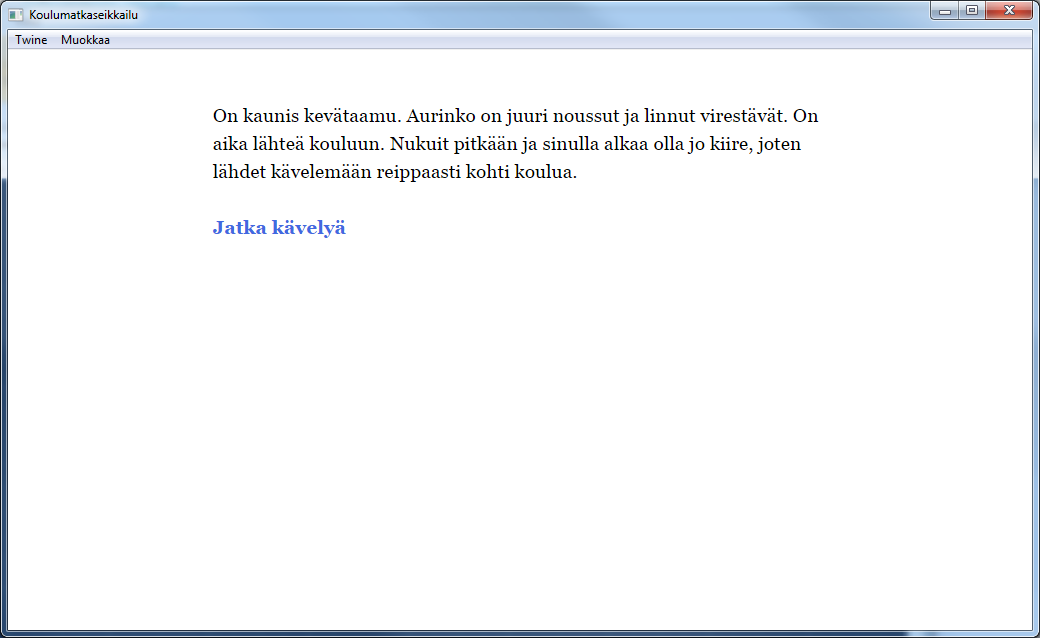 Koulumatkaseikkailu
Twine Muokkaa
On kaunis kevätaamu. Aurinko on juuri noussut ja linnut virestävät. On
aika lähteä kouluun. Nukuit pitkään ja sinulla alkaa olla jo kiire, joten
lähdet kävelemään reippaasti kohti koulua.
Jatka kävelyä